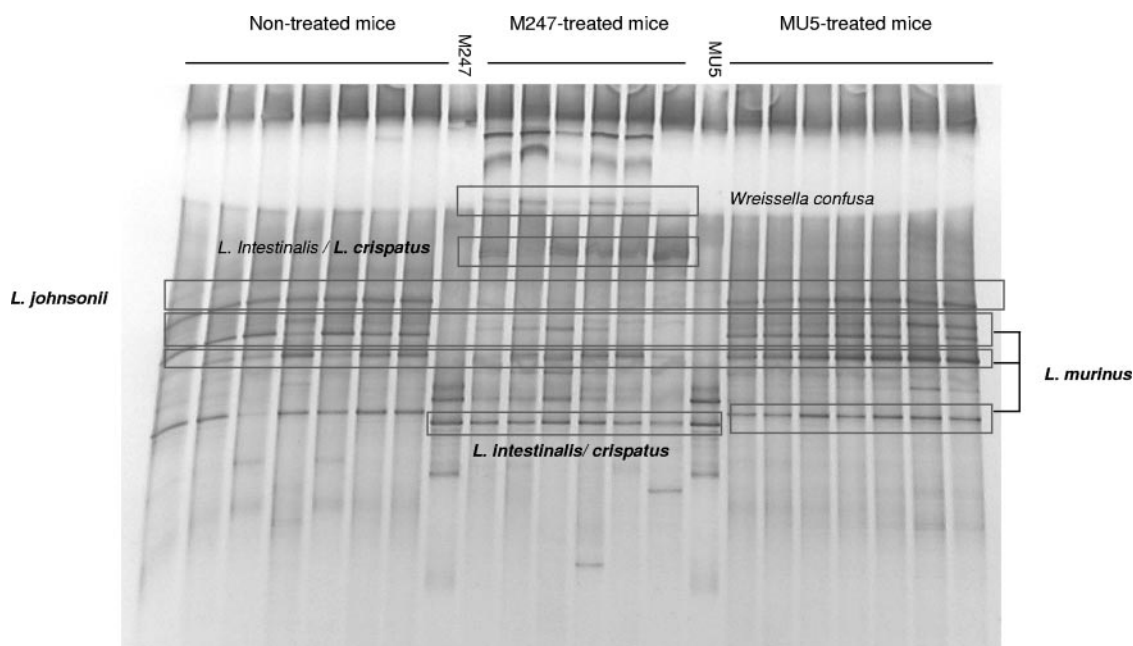 Non-treated mice
M247
M247-treated mice
MU5
MU5-treated mice
Wreissella confusa
L. Intestinalis / L. crispatus
L. johnsonii
L. murinus
L. Intestinalis/ crispatus